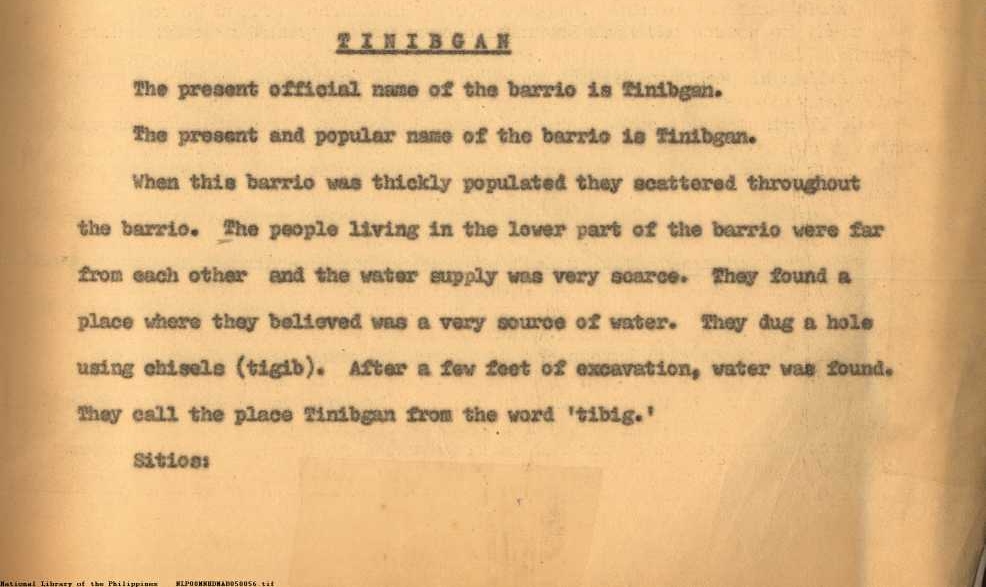 TINIBGAN
The present official name of the barrio is Tinibgan.
The present and popular name of the barrio is Tinibgan.
When this barrio was thickly populated they scattered throughout
the barrio. The people living in the lower part of the barrio were far
from each other and the water supply was very scarce. They found a
place where they believed was a very source of water. They dug a hole
using chisels (tigib). After a few feet of excavation, water was found.
They call the place Tinibgan from the word 'tibig.'
Sitios:
National Library of the Philippines NLPOOMNHDNAB050056.tif